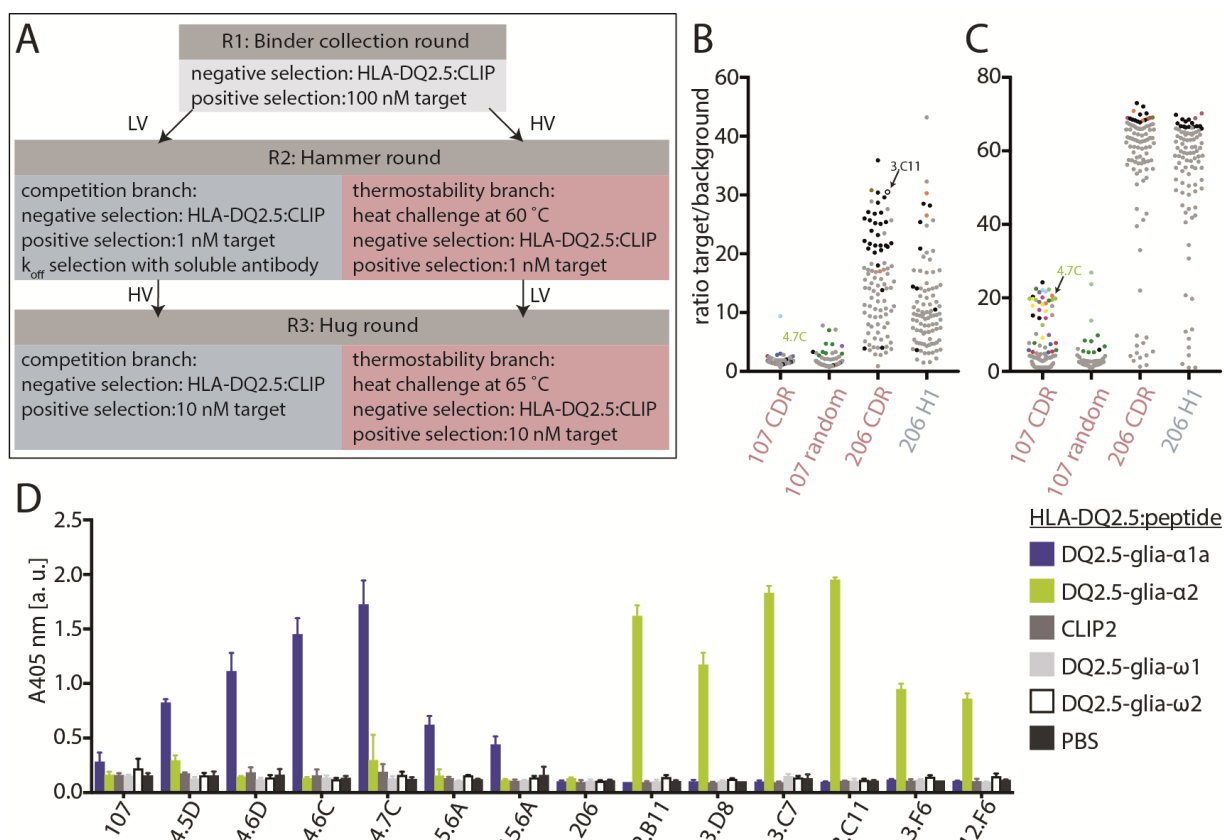 A
R1: Binder collection round
negative selection: HLA-DQ2.5:CLIP
positive selection:100 nM target
LV
HV
R2: Hammer round
competition branch:
negative selection: HLA-DQ2.5:CLIP
positive selection:1 nM target
koff selection with soluble antibody
thermostability branch:
heat challenge at 60 °C
negative selection: HLA-DQ2.5:CLIP
positive selection:1 nM target
HV
LV
R3: Hug round
competition branch:
negative selection: HLA-DQ2.5:CLIP
positive selection:10 nM target
thermostability branch:
heat challenge at 65 °C
negative selection: HLA-DQ2.5:CLIP
positive selection:10 nM target
B
ratio target/background
60
40
30
20
10
0
3.C11
4.7C
107 CDR
107 random
206 CDR
206 H1
C
80
60
40
20
0
4.7C
107 CDR
107 random
206 CDR
206 H1
D
A405 nm [a. u.]
2.5
2.0
1.5
1.0
0.5
0.0
107
4.5D
4.6D
4.6C
4.7C
5.6A
206
3.D8
3.C7
3.F6
HLA-DQ2.5:peptide
DQ2.5-glia-α1a
DQ2.5-glia-α2
CLIP2
DQ2.5-glia-ω1
DQ2.5-glia-ω2
PBS